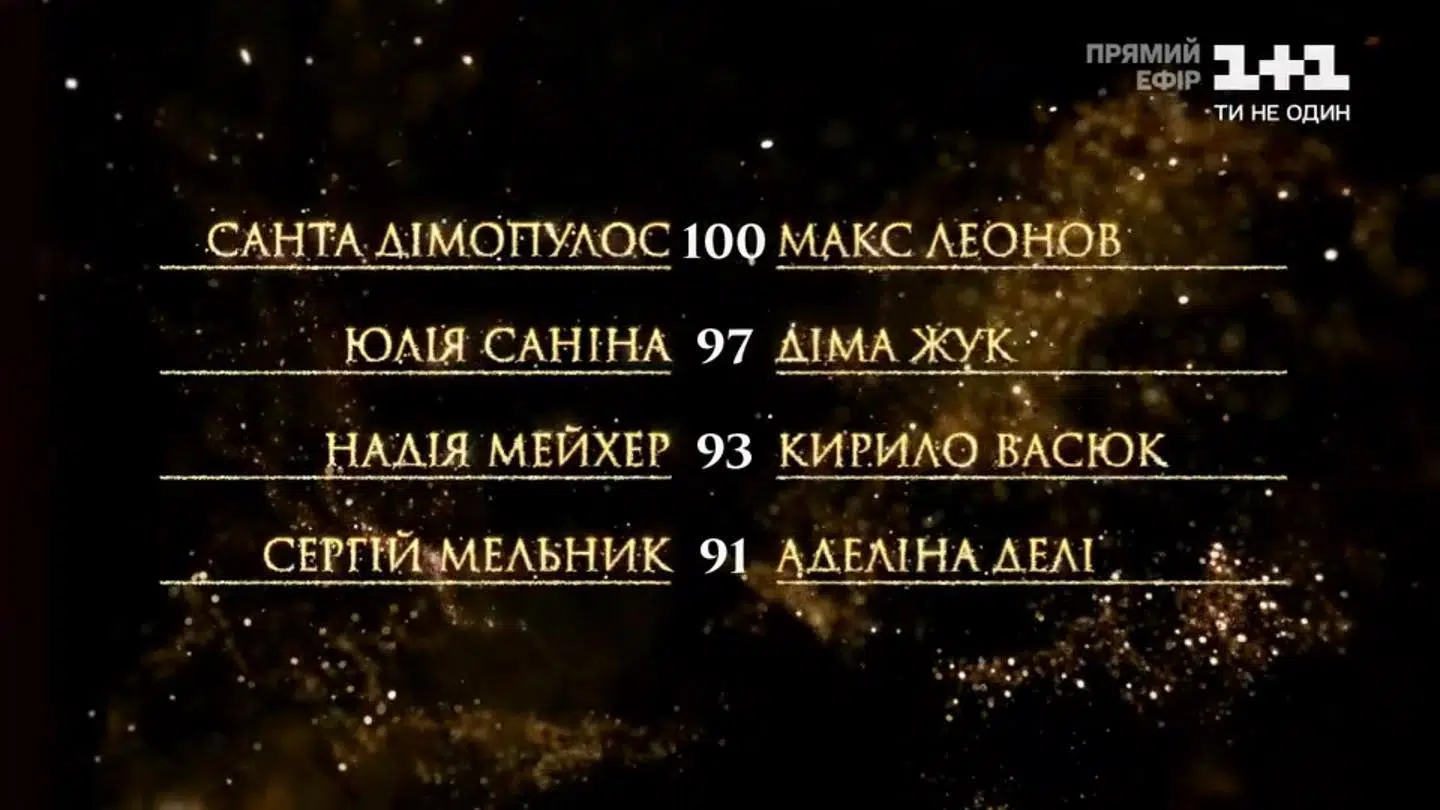 ПРЯМИЙ
ЕФІР
1+1
ТИ НЕ ОДИН
САНТА ДІМОПУЛОС 100 МАКС ЛЕОНОВ
ЮЛІЯ САНІНА 97 ДІМА ЖУК
НАДІЯ МЕЙХЕР 93 КИРИЛО ВАСЮК
СЕРГІЙ МЕЛЬНИК 91 АДЕЛІНА ДЕЛІ